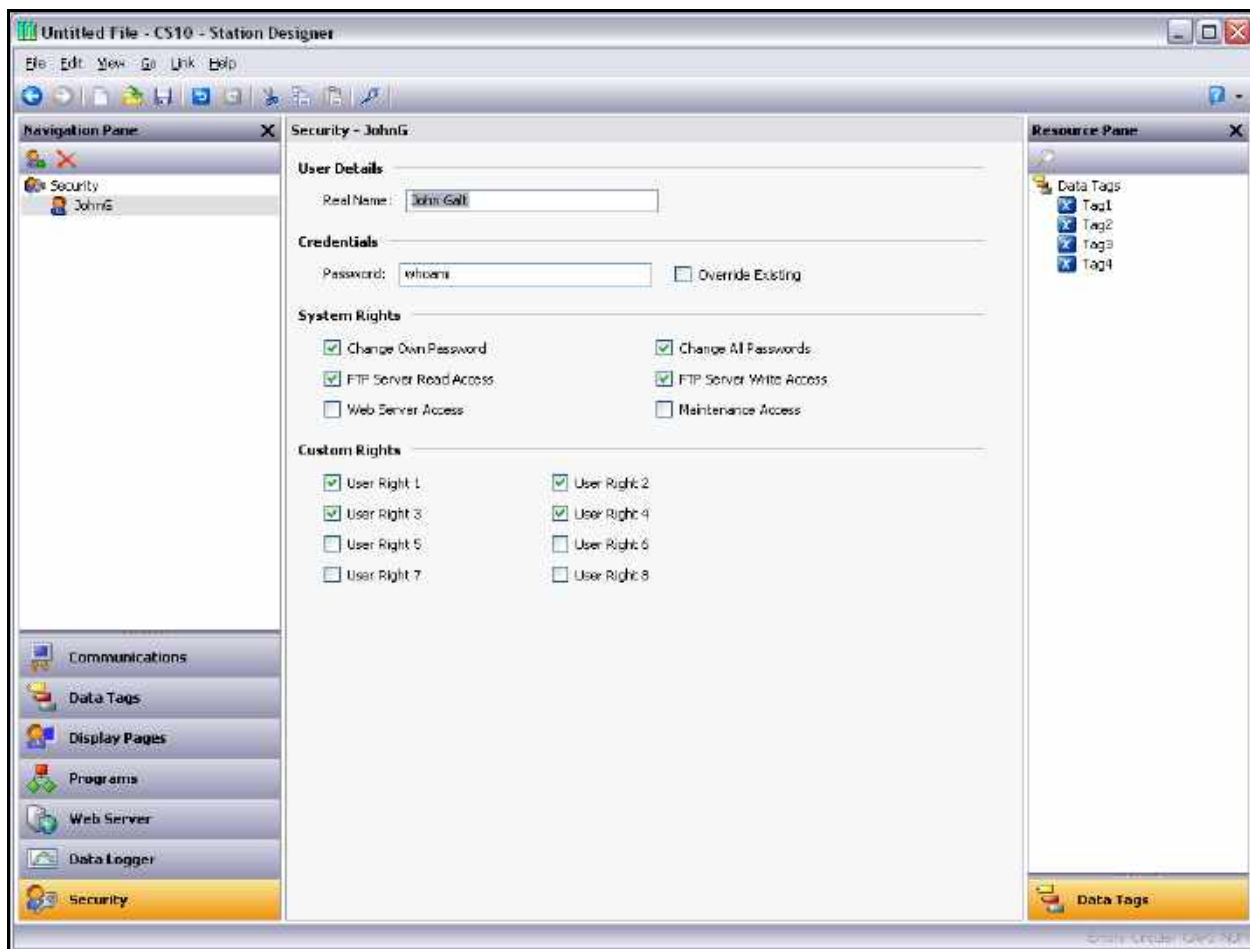 Untitled File - CS10 - Station Designer
File Edit View Go Link Help
Navigation Pane
Security
JohnG
Communications
Data Tags
Display Pages
Programs
Web Server
Data Logger
Security
Security - JohnG
User Details
Real Name: John Galt
Credentials
Password: whoami Override Existing
System Rights
Change Own Password Change All Passwords
FTP Server Read Access FTP Server Write Access
Web Server Access Maintenance Access
Custom Rights
User Right 1 User Right 2
User Right 3 User Right 4
User Right 5 User Right 6
User Right 7 User Right 8
Resource Pane
Data Tags
Tag1
Tag2
Tag3
Tag4
Data Tags